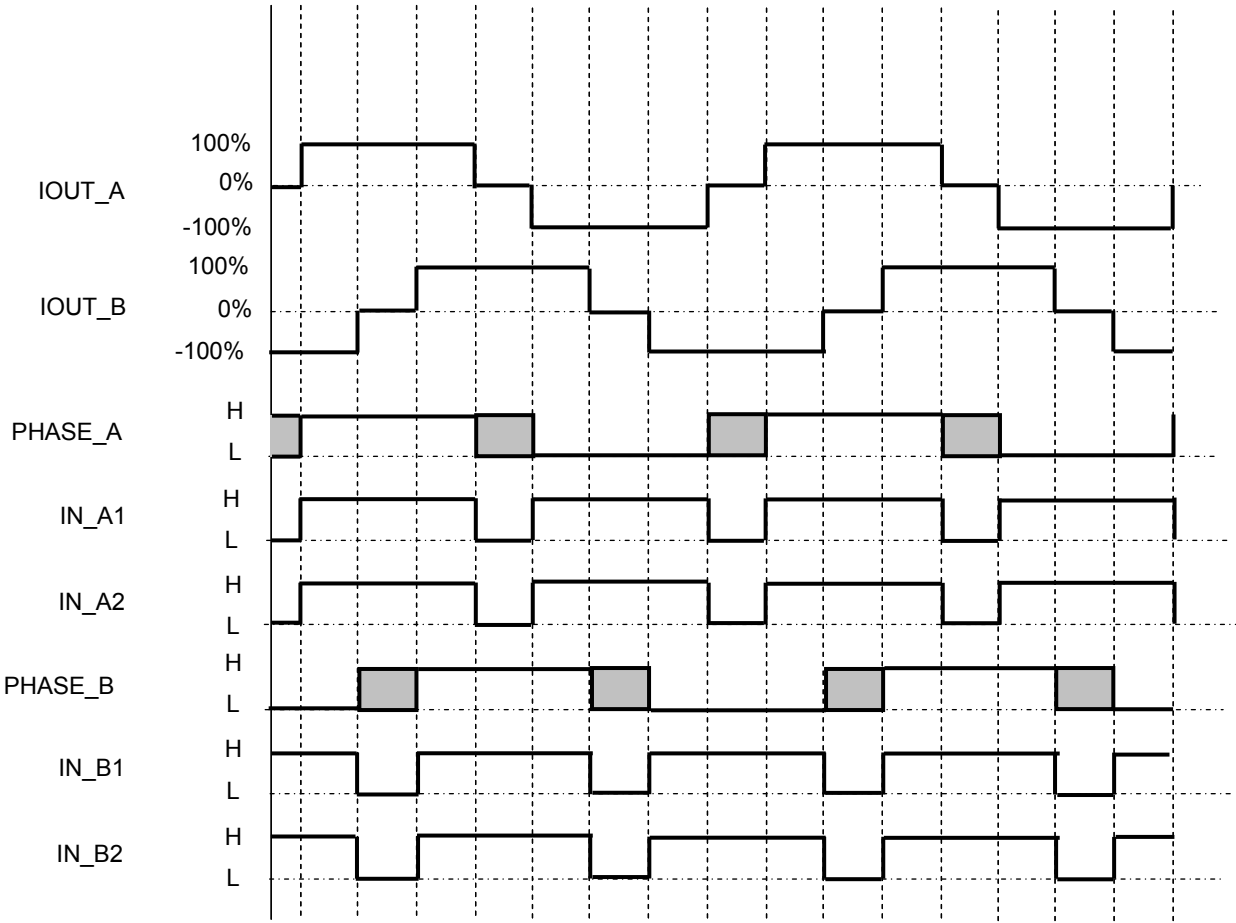 100%
IOUT_A
0%
-100%
100%
IOUT_B
0%
-100%
H
PHASE_A
L
H
IN_A1
L
H
IN_A2
L
H
PHASE_B
L
H
IN_B1
L
H
IN_B2
L